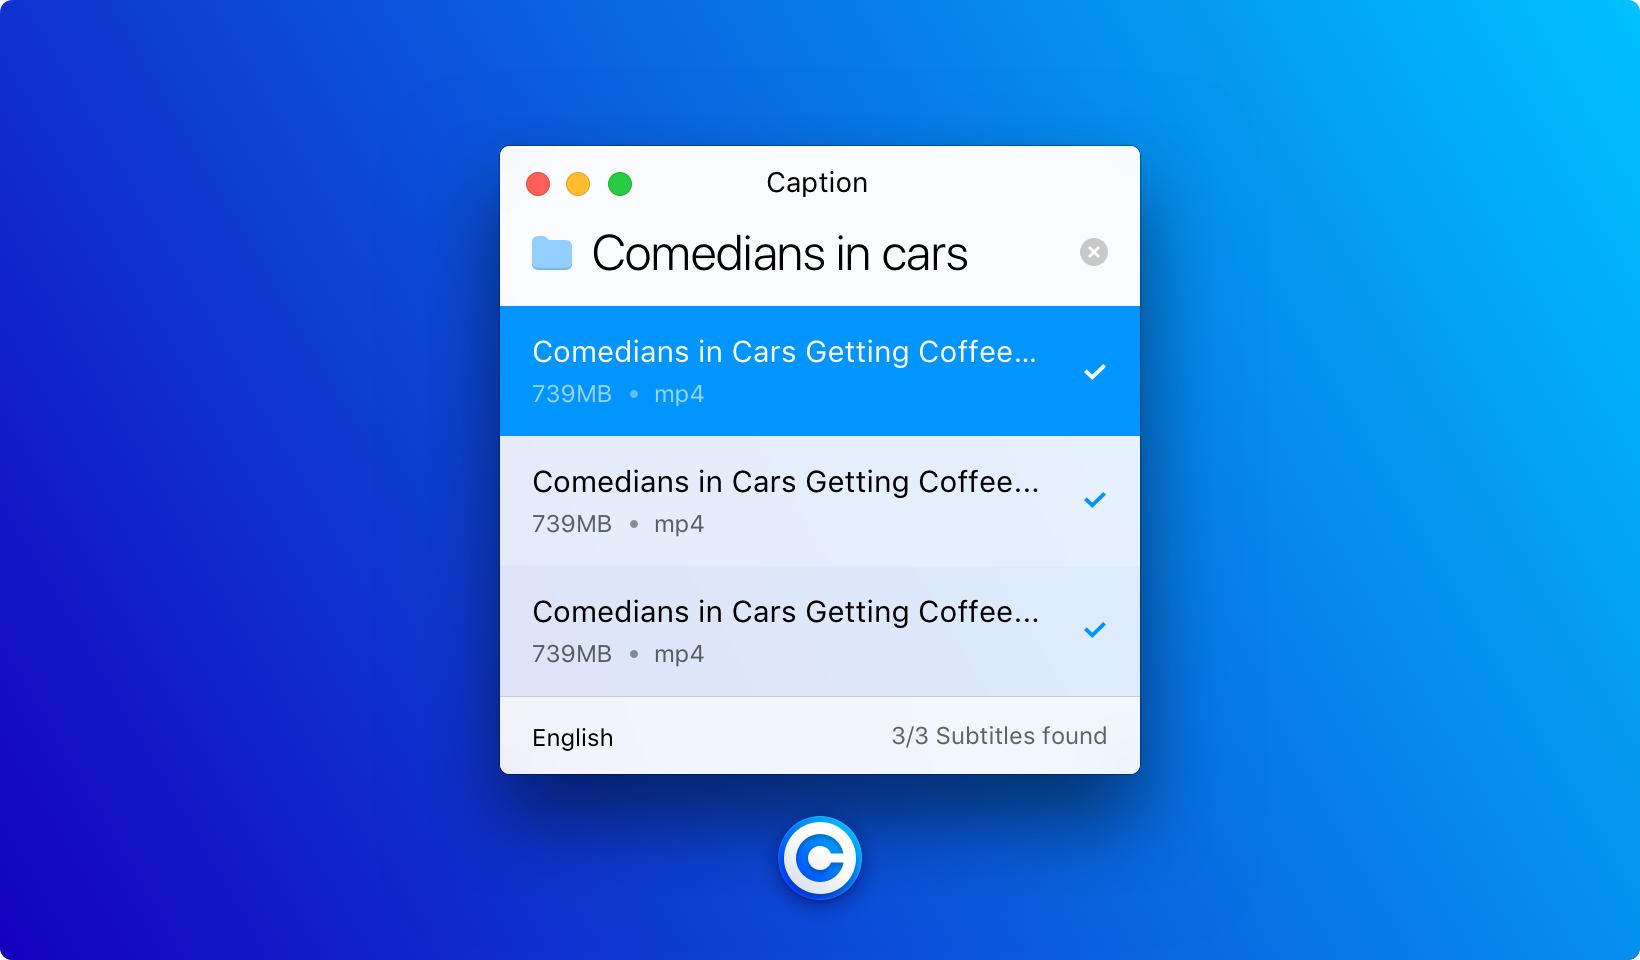 Caption
Comedians in cars
Comedians in Cars Getting Coffee...
739MB • mp4
Comedians in Cars Getting Coffee...
739MB • mp4
Comedians in Cars Getting Coffee...
739MB • mp4
English
3/3 Subtitles found